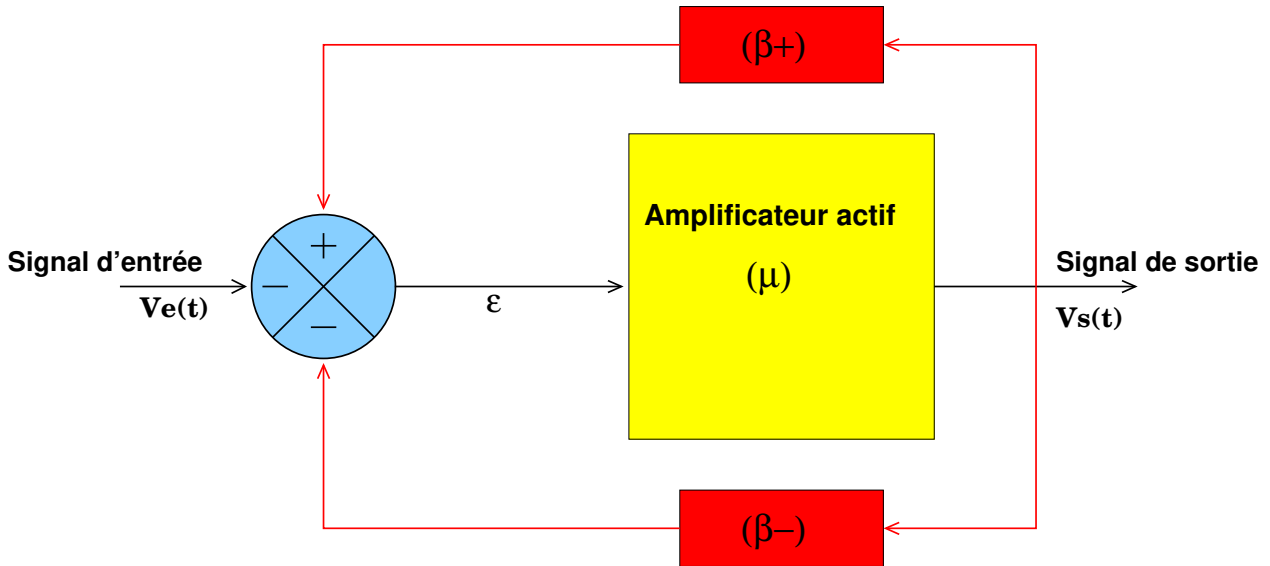 (β+)
Amplificateur actif
(μ)
Signal d'entrée
Ve(t)
+
−
−
ε
Signal de sortie
Vs(t)
(β−)